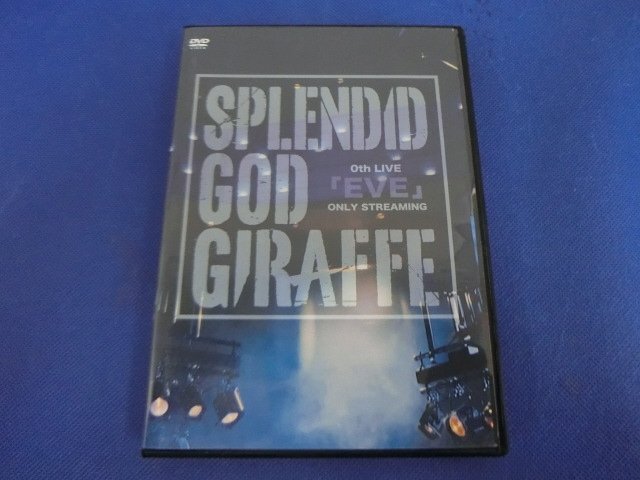 DVD
SPLENDID
GOD
0th LIVE
「EVE」
ONLY STREAMING
GIRAFFE